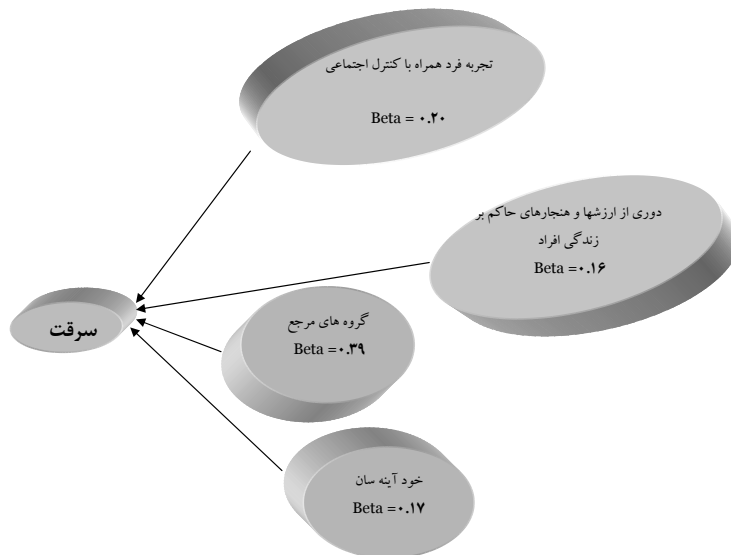 تجربه فرد همراه با کنترل اجتماعی
Beta = ۰.۲۰
دوری از ارزشها و هنجارهای حاکم بر
زندگی افراد
Beta =۰.۱۶
گروه های مرجع
Beta =۰.۳۹
سرقت
خود آینه سان
Beta =۰.۱۷